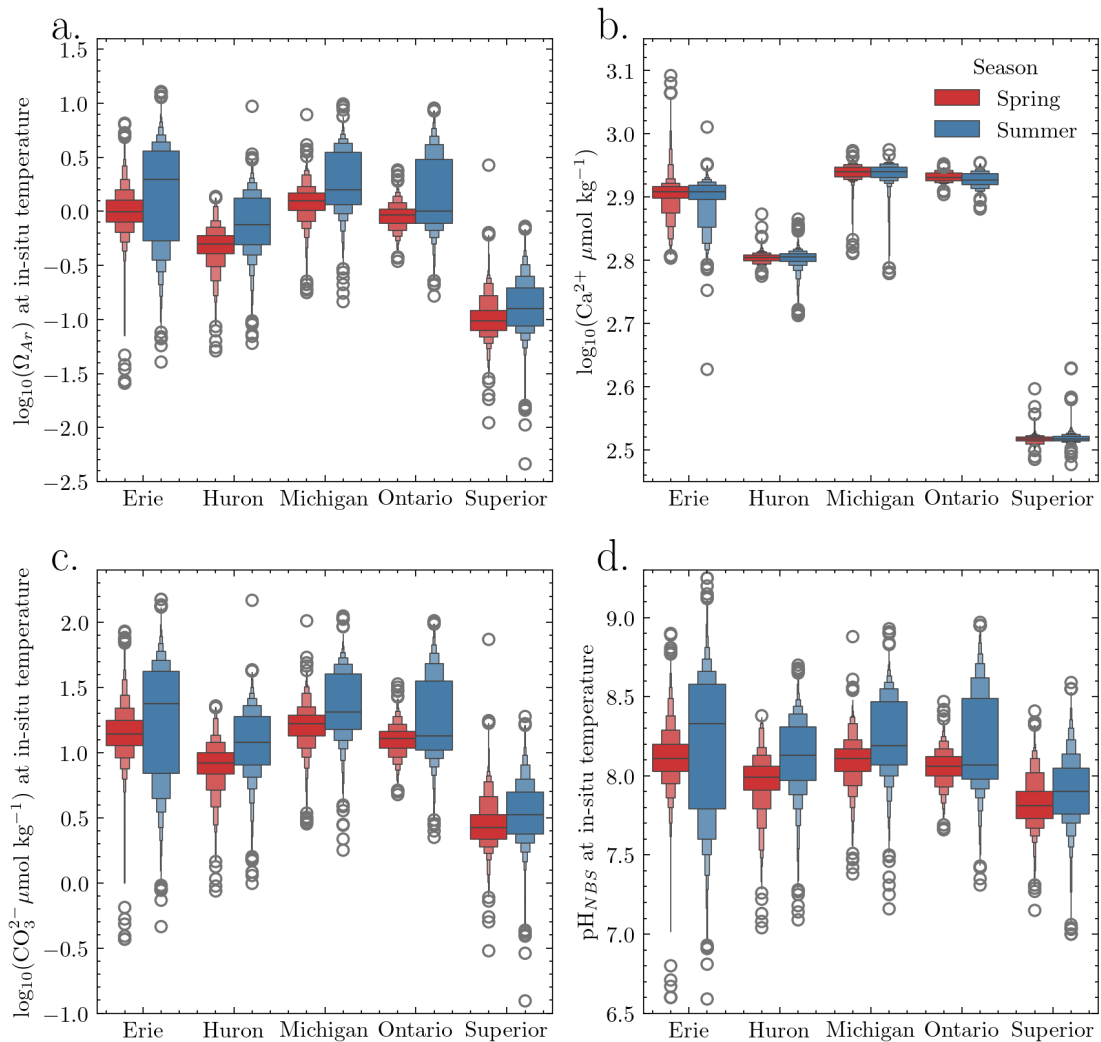 a.
log₁₀(Ω_Ar) at in-situ temperature
1.5
1.0
0.5
0.0
−0.5
−1.0
−1.5
−2.0
−2.5
Erie Huron Michigan Ontario Superior
b.
log₁₀(Ca²⁺ μmol kg⁻¹)
3.1
3.0
2.9
2.8
2.7
2.6
2.5
Season
Spring
Summer
Erie Huron Michigan Ontario Superior
c.
log₁₀(CO₃²⁻ μmol kg⁻¹) at in-situ temperature
2.0
1.5
1.0
0.5
0.0
−0.5
−1.0
Erie Huron Michigan Ontario Superior
d.
pH_NBS at in-situ temperature
9.0
8.5
8.0
7.5
7.0
6.5
Erie Huron Michigan Ontario Superior